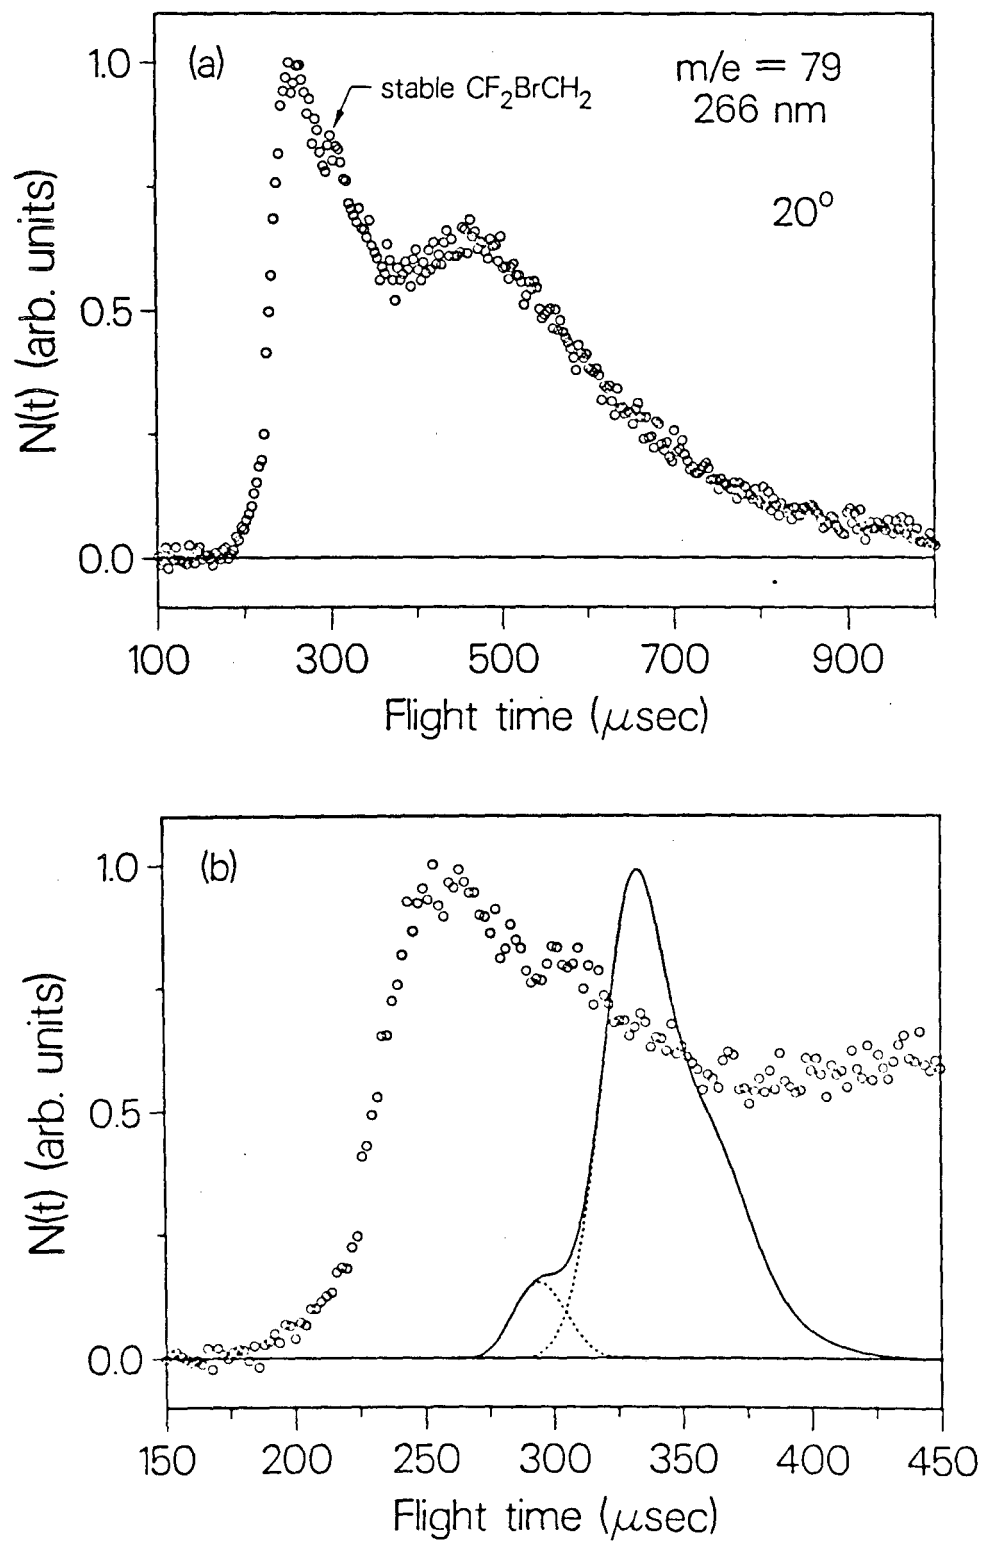 (a)
stable CF₂BrCH₂
m/e = 79
266 nm
20°
1.0
0.5
0.0
N(t) (arb. units)
100 300 500 700 900
Flight time (μsec)
(b)
1.0
0.5
0.0
N(t) (arb. units)
150 200 250 300 350 400 450
Flight time (μsec)